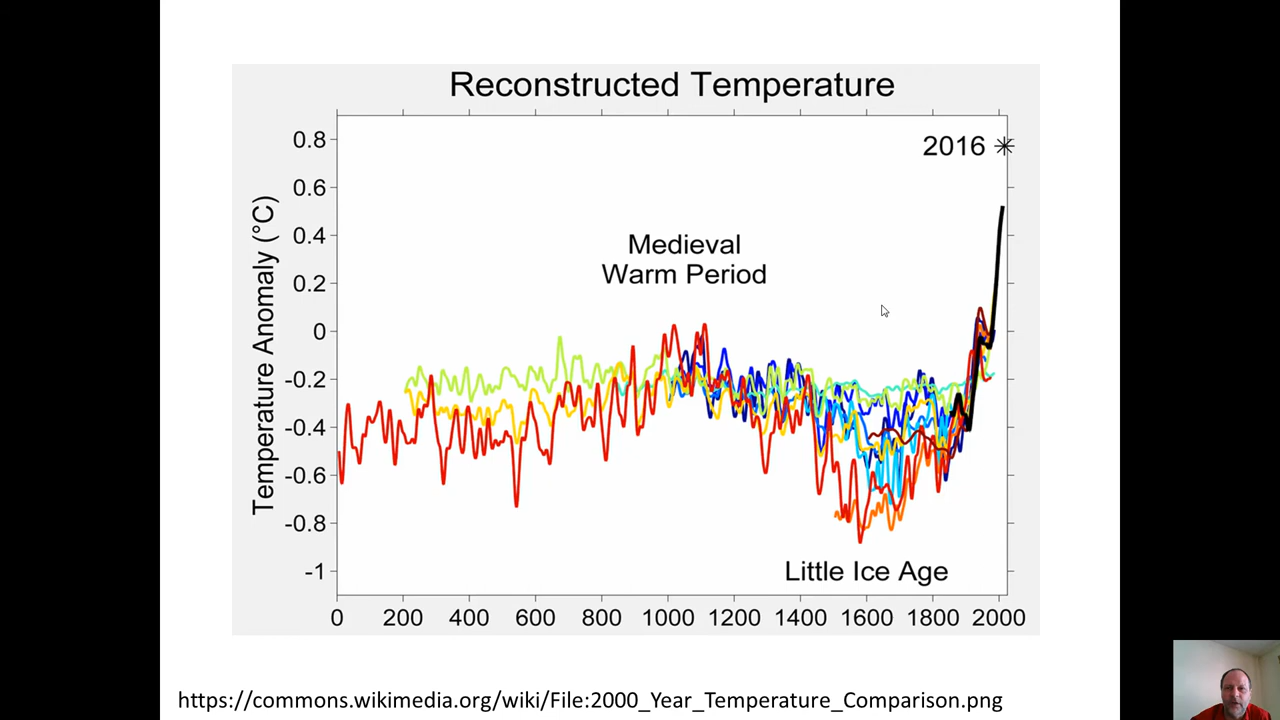 Reconstructed Temperature
0.8
0.6
0.4
0.2
0
-0.2
-0.4
-0.6
-0.8
-1
Temperature Anomaly (°C)
2016
Medieval
Warm Period
Little Ice Age
0 200 400 600 800 1000 1200 1400 1600 1800 2000
https://commons.wikimedia.org/wiki/File:2000_Year_Temperature_Comparison.png